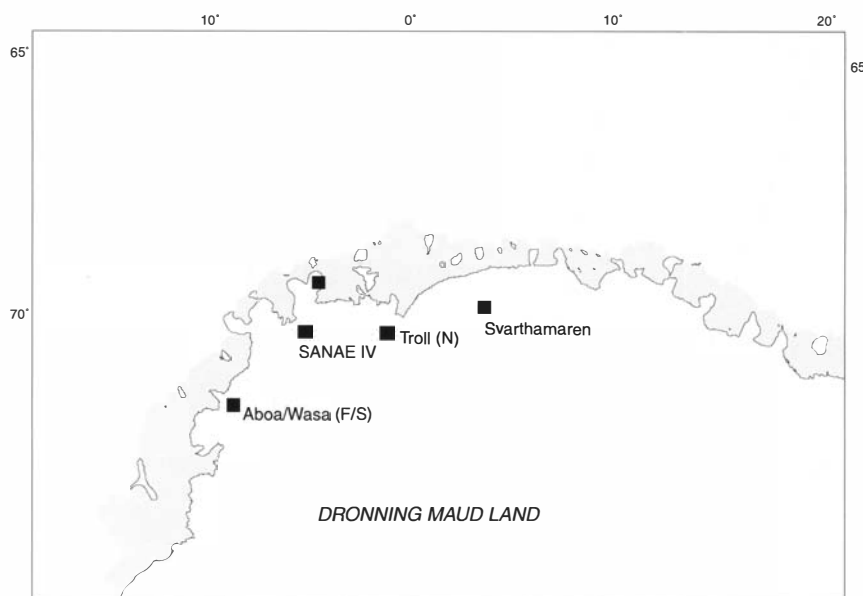 10° 0° 10° 20°
65°
65
70°
Troll (N)
Svarthamaren
SANAE IV
Aboa/Wasa (F/S)
DRONNING MAUD LAND